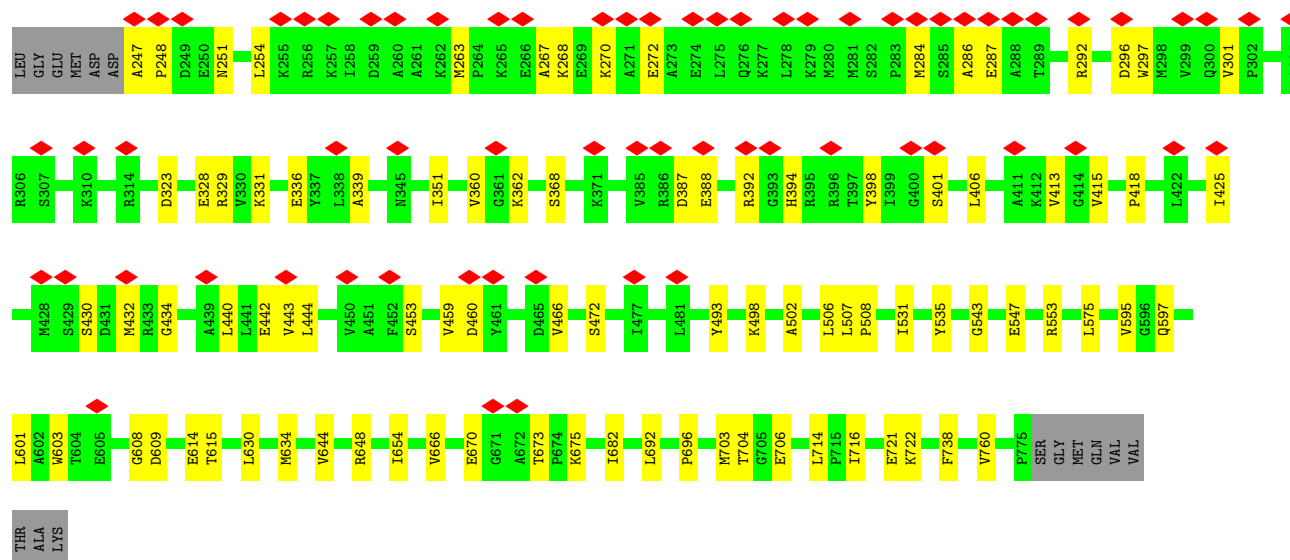 LEU GLY GLU MET ASP ASP A247 P248 D249 E250 N251 L254 K255 R256 K257 I258 D259 A260 A261 K262 M263 P264 K265 E266 A267 K268 E269 K270 A271 E272 A273 E274 L275 Q276 K277 L278 K279 M280 M281 S282 P283 M284 S285 A286 E287 A288 T289 R292 D296 W297 M298 V299 Q300 V301 P302
R306 S307 K310 R314 D323 E328 R329 V330 K331 E336 Y337 L338 A339 N345 I351 V360 G361 K362 S368 K371 V385 R386 D387 E388 R392 G393 H394 R395 R396 T397 Y398 I399 G400 S401 L406 A411 K412 V413 G414 V415 P418 L422 I425
M428 S429 S430 D431 M432 R433 G434 A439 L440 L441 E442 V443 L444 V450 A451 F452 S453 V459 D460 Y461 D465 V466 S472 I477 L481 Y493 K498 A502 L506 L507 P508 I531 Y535 G543 E547 R553 L575 V595 G596 Q597
L601 A602 W603 T604 E605 G608 D609 E614 T615 L630 M634 V644 R648 I654 V666 E670 G671 A672 T673 P674 K675 I682 L692 P696 M703 T704 G705 E706 L714 P715 I716 E721 K722 F738 V760 P775 SER GLY MET GLN VAL VAL
THR ALA LYS